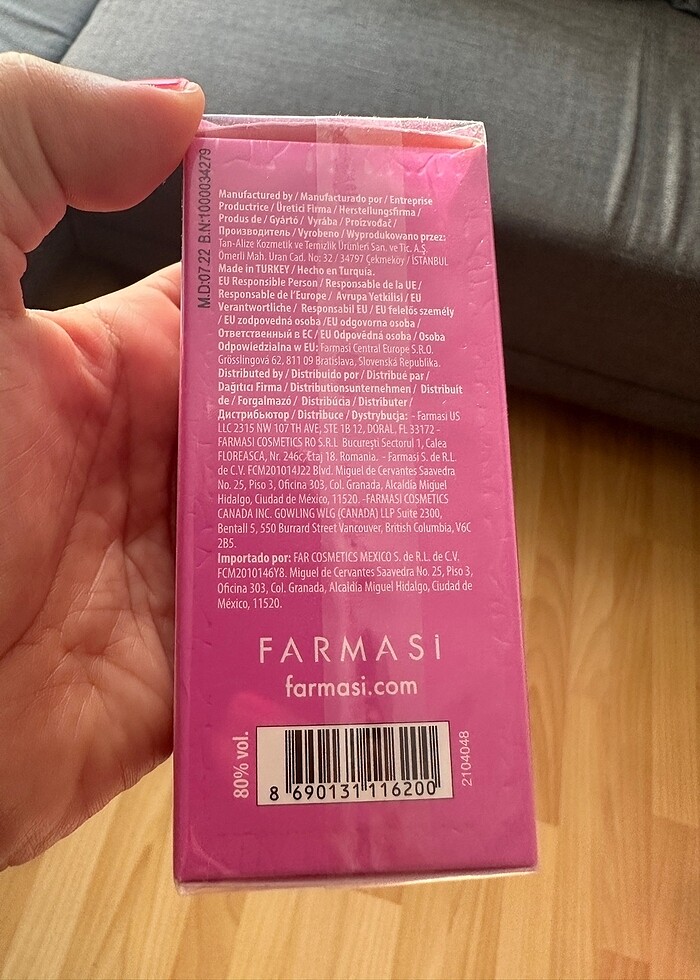 M.D:07.22 B.N:1000034279
Manufactured by / Manufacturado por / Entreprise
Productrice / Üretici Firma / Herstellungsfirma /
Produs de / Gyártó / Vyrába / Proizvođač /
Производитель / Vyrobeno / Wyprodukowano przez:
Tan-Alize Kozmetik ve Temizlik Ürünleri San. ve Tic. A.Ş.
Ömerli Mah. Uran Cad. No: 32 / 34797 Çekmeköy / İSTANBUL
Made in TURKEY / Hecho en Turquía.
EU Responsible Person / Responsable de la UE /
Responsable de l'Europe / Avrupa Yetkilisi / EU
Verantwortliche / Responsabil EU / EU felelős személy
/ EU zodpovedná osoba /EU odgovorna osoba /
Ответственный в ЕС / EU Odpovědná osoba / Osoba
Odpowiedzialna w EU: Farmasi Central Europe S.R.O.
Grösslingová 62, 811 09 Bratislava, Slovenská Republika.
Distributed by / Distribuido por / Distribué par /
Dağıtıcı Firma / Distributionsunternehmen / Distribuit
de / Forgalmazó / Distribúcia / Distributer /
Дистрибьютор / Distribuce / Dystrybucja: - Farmasi US
LLC 2315 NW 107 TH AVE, STE 1B 12, DORAL, FL 33172 -
FARMASI COSMETICS RO S.R.L Bucureşti Sectorul 1, Calea
FLOREASCA, Nr. 246c, Etaj 18. Romania. - Farmasi S. de R.L.
de C.V. FCM201014J22 Blvd. Miguel de Cervantes Saavedra
No. 25, Piso 3, Oficina 303, Col. Granada, Alcaldía Miguel
Hidalgo, Ciudad de México, 11520. -FARMASI COSMETICS
CANADA INC. GOWLING WLG (CANADA) LLP Suite 2300,
Bentall 5, 550 Burrard Street Vancouver, British Columbia, V6C
2B5.
Importado por: FAR COSMETICS MEXICO S. de R.L. de C.V.
FCM2010146Y8. Miguel de Cervantes Saavedra No. 25, Piso 3,
Oficina 303, Col. Granada, Alcaldía Miguel Hidalgo, Ciudad de
México, 11520.
FARMASi
farmasi.com
80% vol.
8 690131 116200
2104048